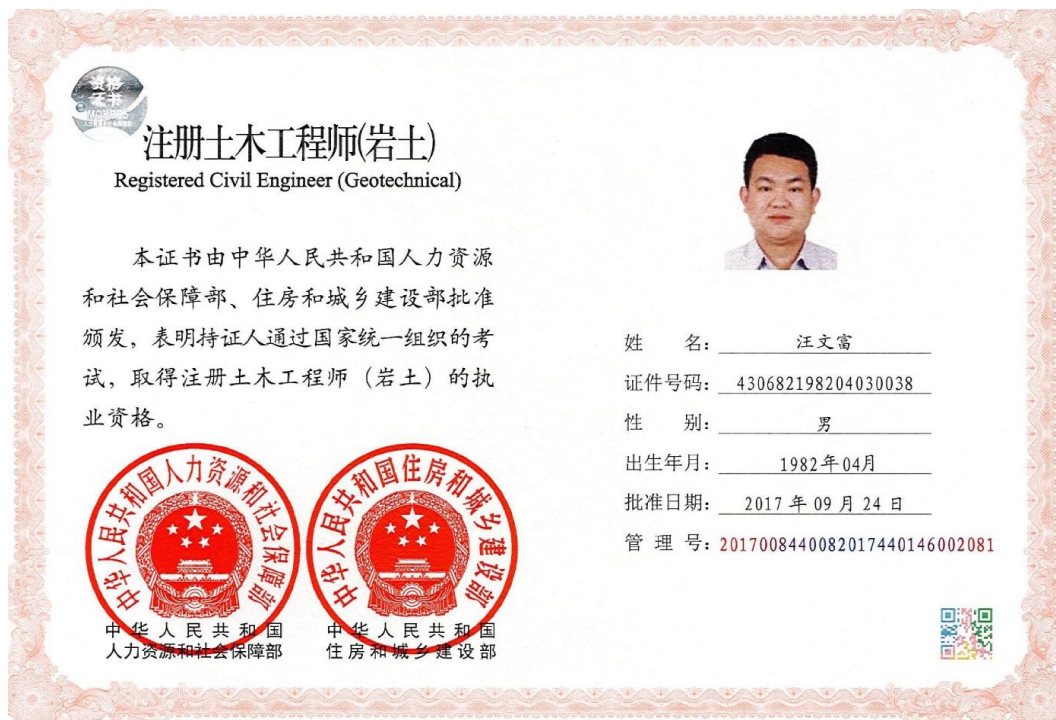 资格
证书
注册土木工程师(岩土)
Registered Civil Engineer (Geotechnical)
本证书由中华人民共和国人力资源
和社会保障部、住房和城乡建设部批准
颁发，表明持证人通过国家统一组织的考
试，取得注册土木工程师（岩土）的执
业资格。
中华人民共和国人力资源和社会保障部
中华人民共和国住房和城乡建设部
中华人民共和国
人力资源和社会保障部
中华人民共和国
住房和城乡建设部
姓 名： 汪文富
证件号码： 430682198204030038
性 别： 男
出生年月： 1982年04月
批准日期： 2017 年 09 月 24 日
管 理 号： 2017008440082017440146002081